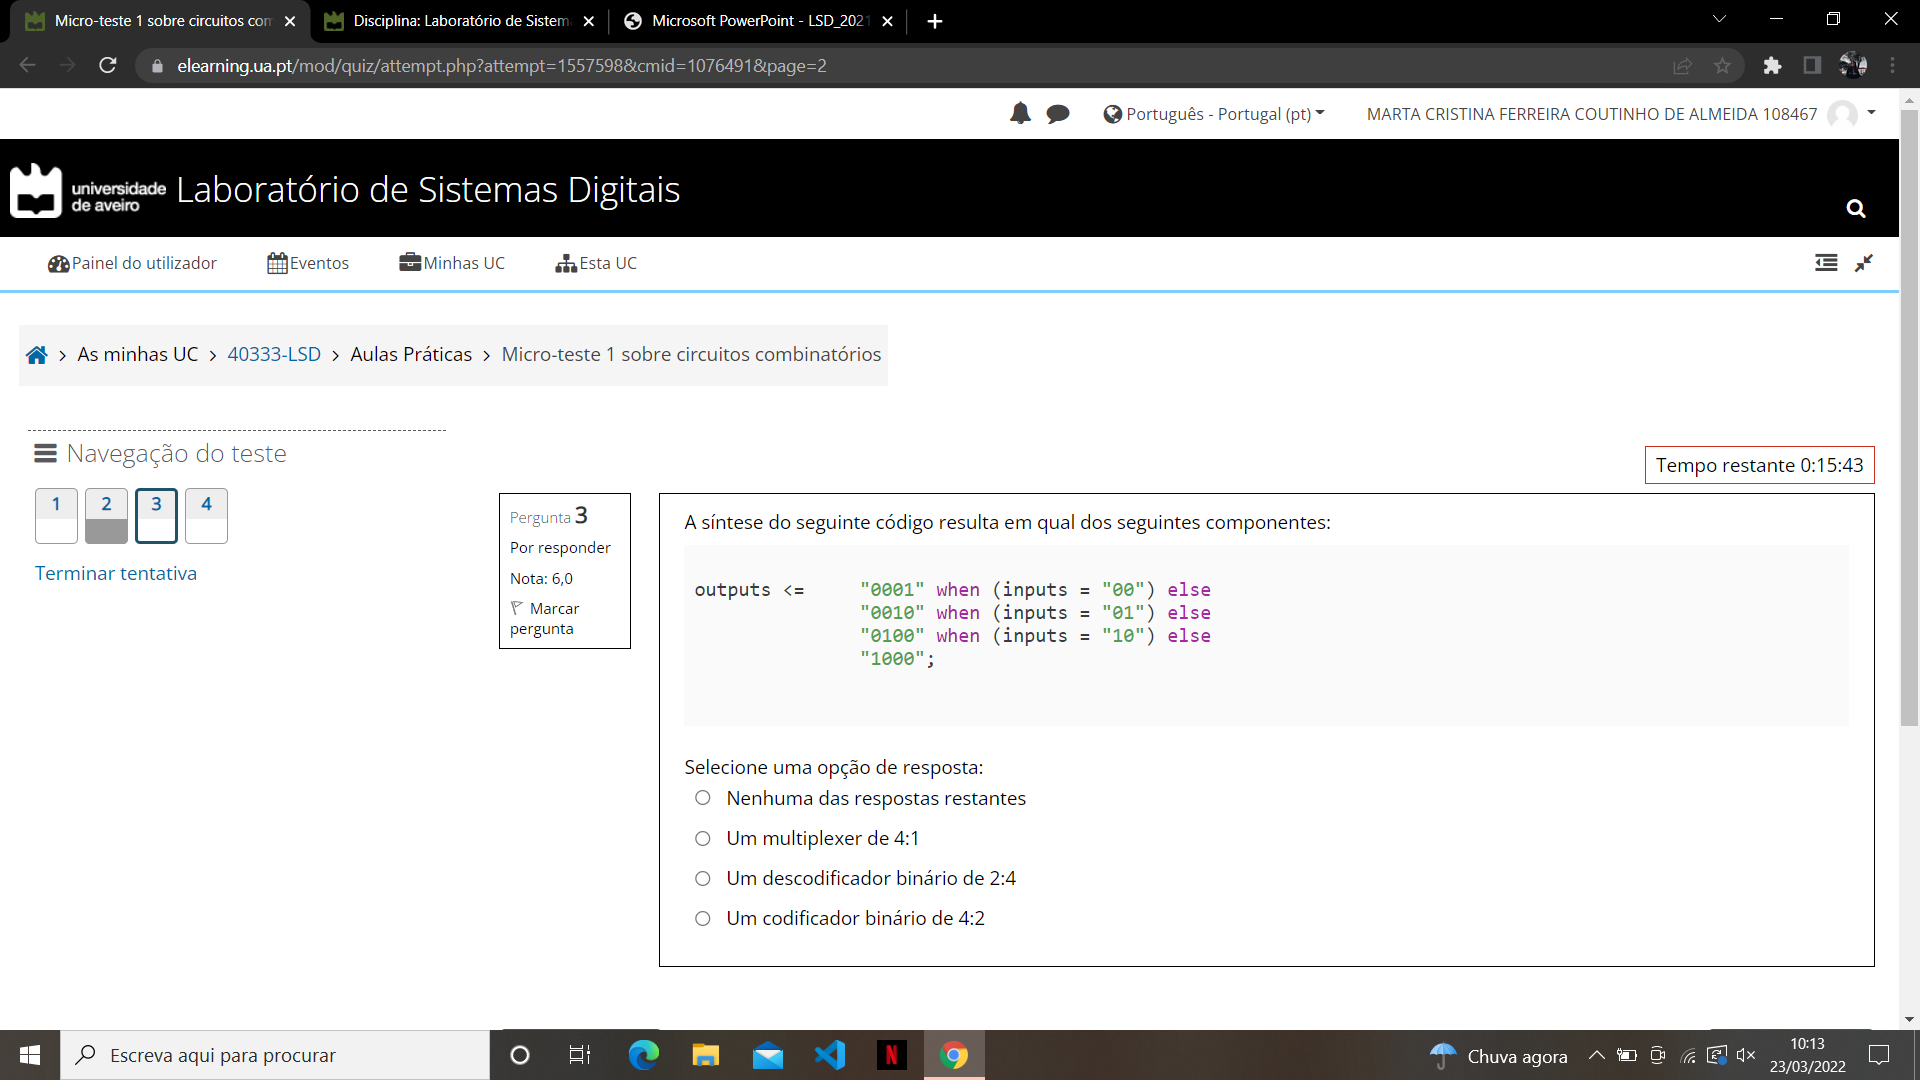 Micro-teste 1 sobre circuitos com
Disciplina: Laboratório de Sistem
Microsoft PowerPoint - LSD_2021
elearning.ua.pt/mod/quiz/attempt.php?attempt=1557598&cmid=1076491&page=2
Português - Portugal (pt)
MARTA CRISTINA FERREIRA COUTINHO DE ALMEIDA 108467
universidade
de aveiro
Laboratório de Sistemas Digitais
Painel do utilizador
Eventos
Minhas UC
Esta UC
As minhas UC > 40333-LSD > Aulas Práticas > Micro-teste 1 sobre circuitos combinatórios
Navegação do teste
1 2 3 4
Terminar tentativa
Tempo restante 0:15:43
Pergunta 3
Por responder
Nota: 6,0
Marcar
pergunta
A síntese do seguinte código resulta em qual dos seguintes componentes:
outputs <= "0001" when (inputs = "00") else
"0010" when (inputs = "01") else
"0100" when (inputs = "10") else
"1000";
Selecione uma opção de resposta:
Nenhuma das respostas restantes
Um multiplexer de 4:1
Um descodificador binário de 2:4
Um codificador binário de 4:2
Escreva aqui para procurar
N
Chuva agora
10:13
23/03/2022